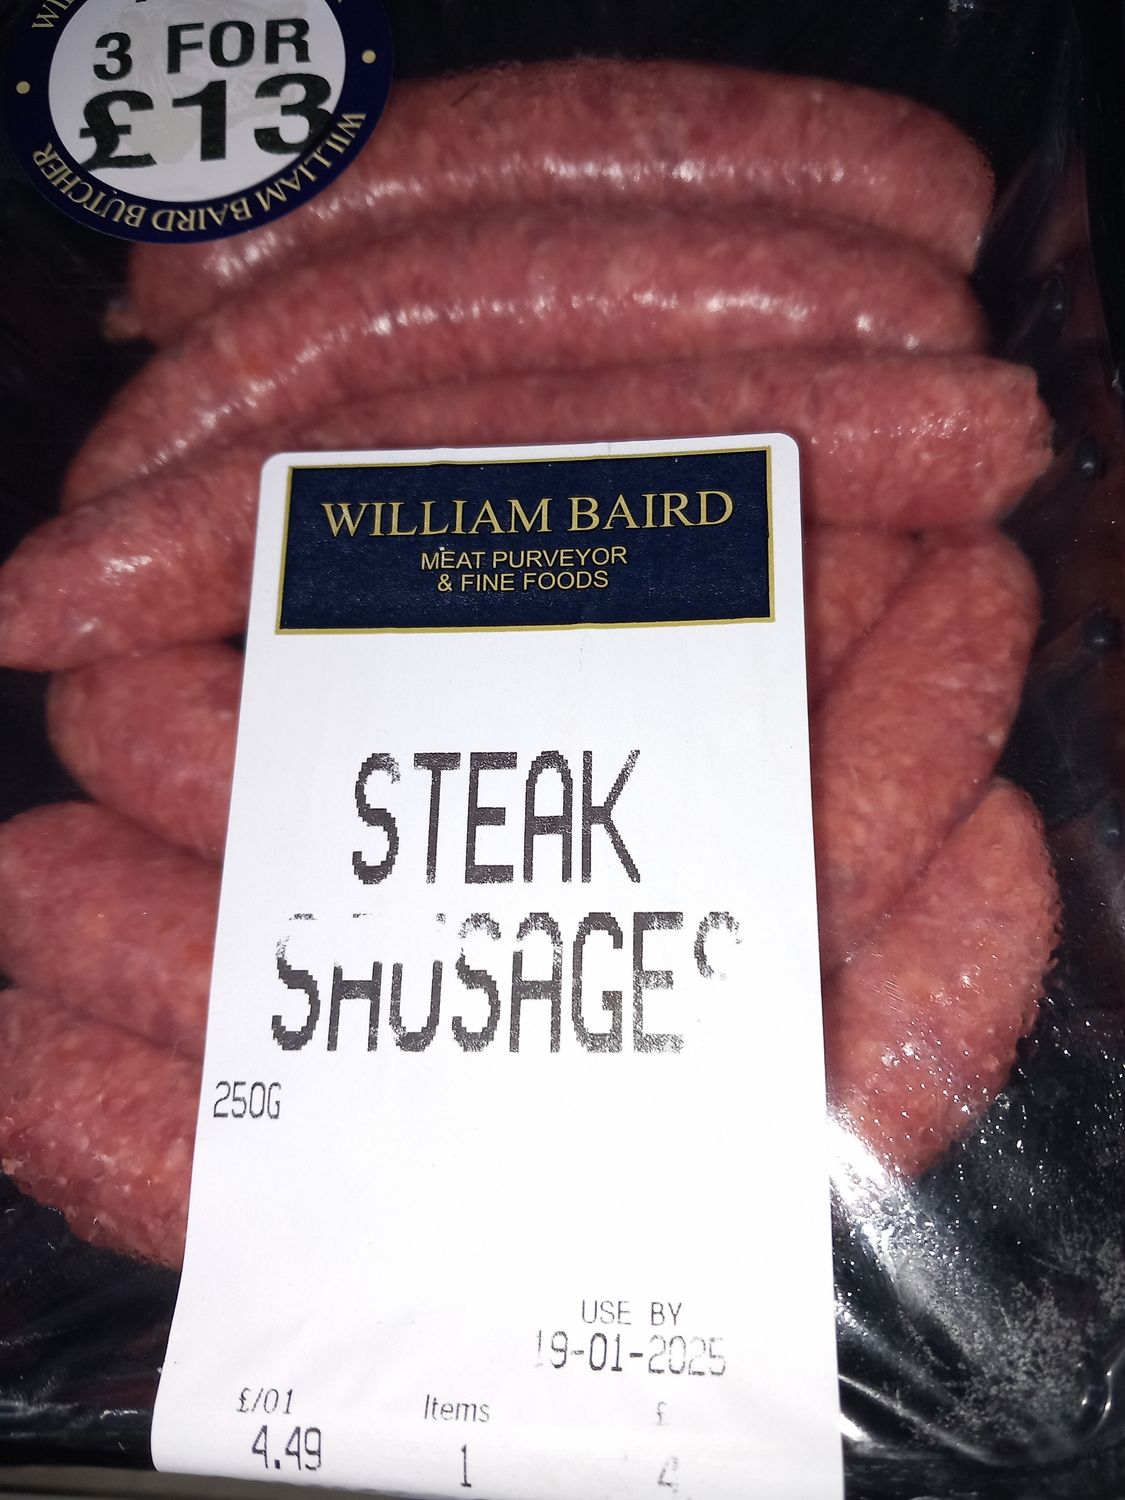 3 FOR
£13
WILLIAM BAIRD BUTCHER
WILLIAM BAIRD
MEAT PURVEYOR
& FINE FOODS
STEAK
SAUSAGES
250G
USE BY
19-01-2025
£/01 Items £
4.49 1 4